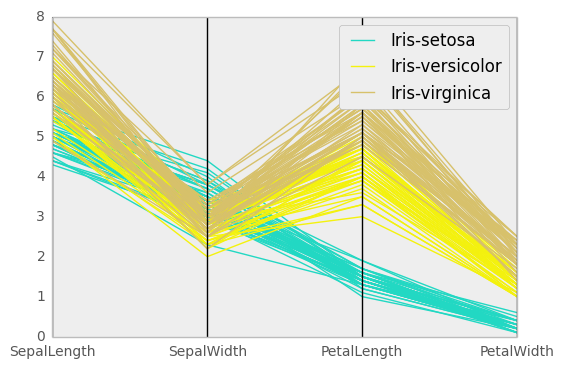 8
7
6
5
4
3
2
1
0
Iris-setosa
Iris-versicolor
Iris-virginica
SepalLength SepalWidth PetalLength PetalWidth